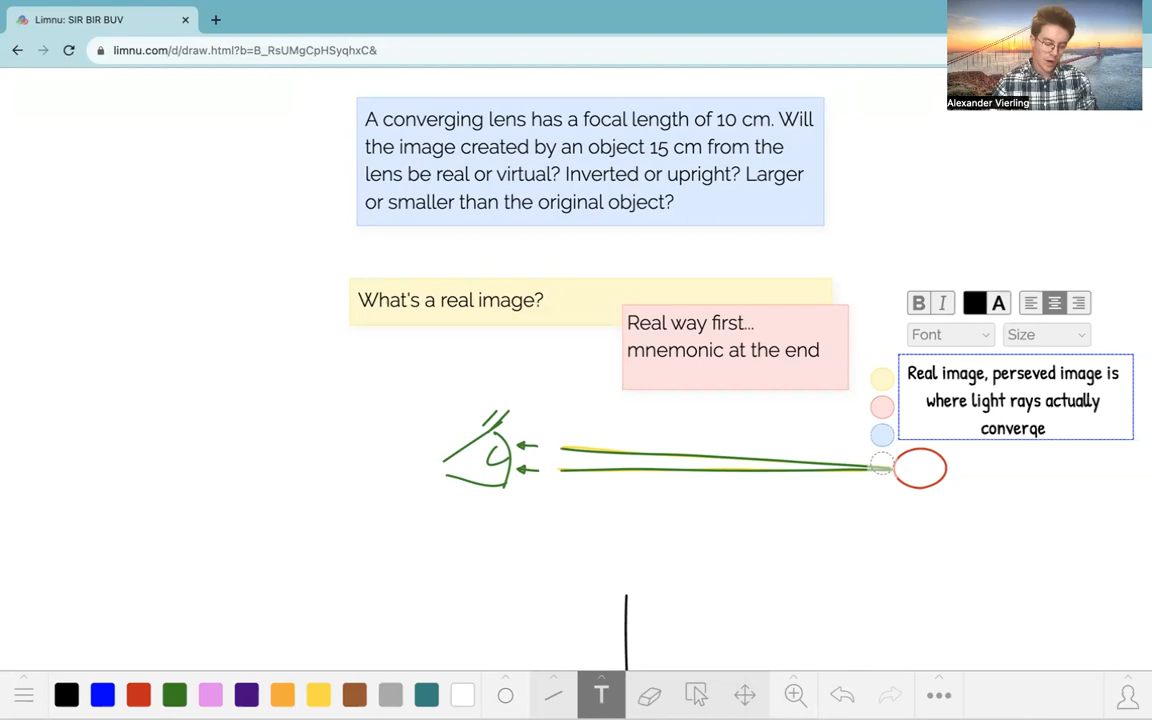 Limnu: SIR BIR BUV
limnu.com/d/draw.html?b=B_RsUMgCpHSyqhxC&
Alexander Vierling
A converging lens has a focal length of 10 cm. Will
the image created by an object 15 cm from the
lens be real or virtual? Inverted or upright? Larger
or smaller than the original object?
What's a real image?
Real way first...
mnemonic at the end
B I A
Font Size
Real image, perseved image is
where light rays actually
converge
T